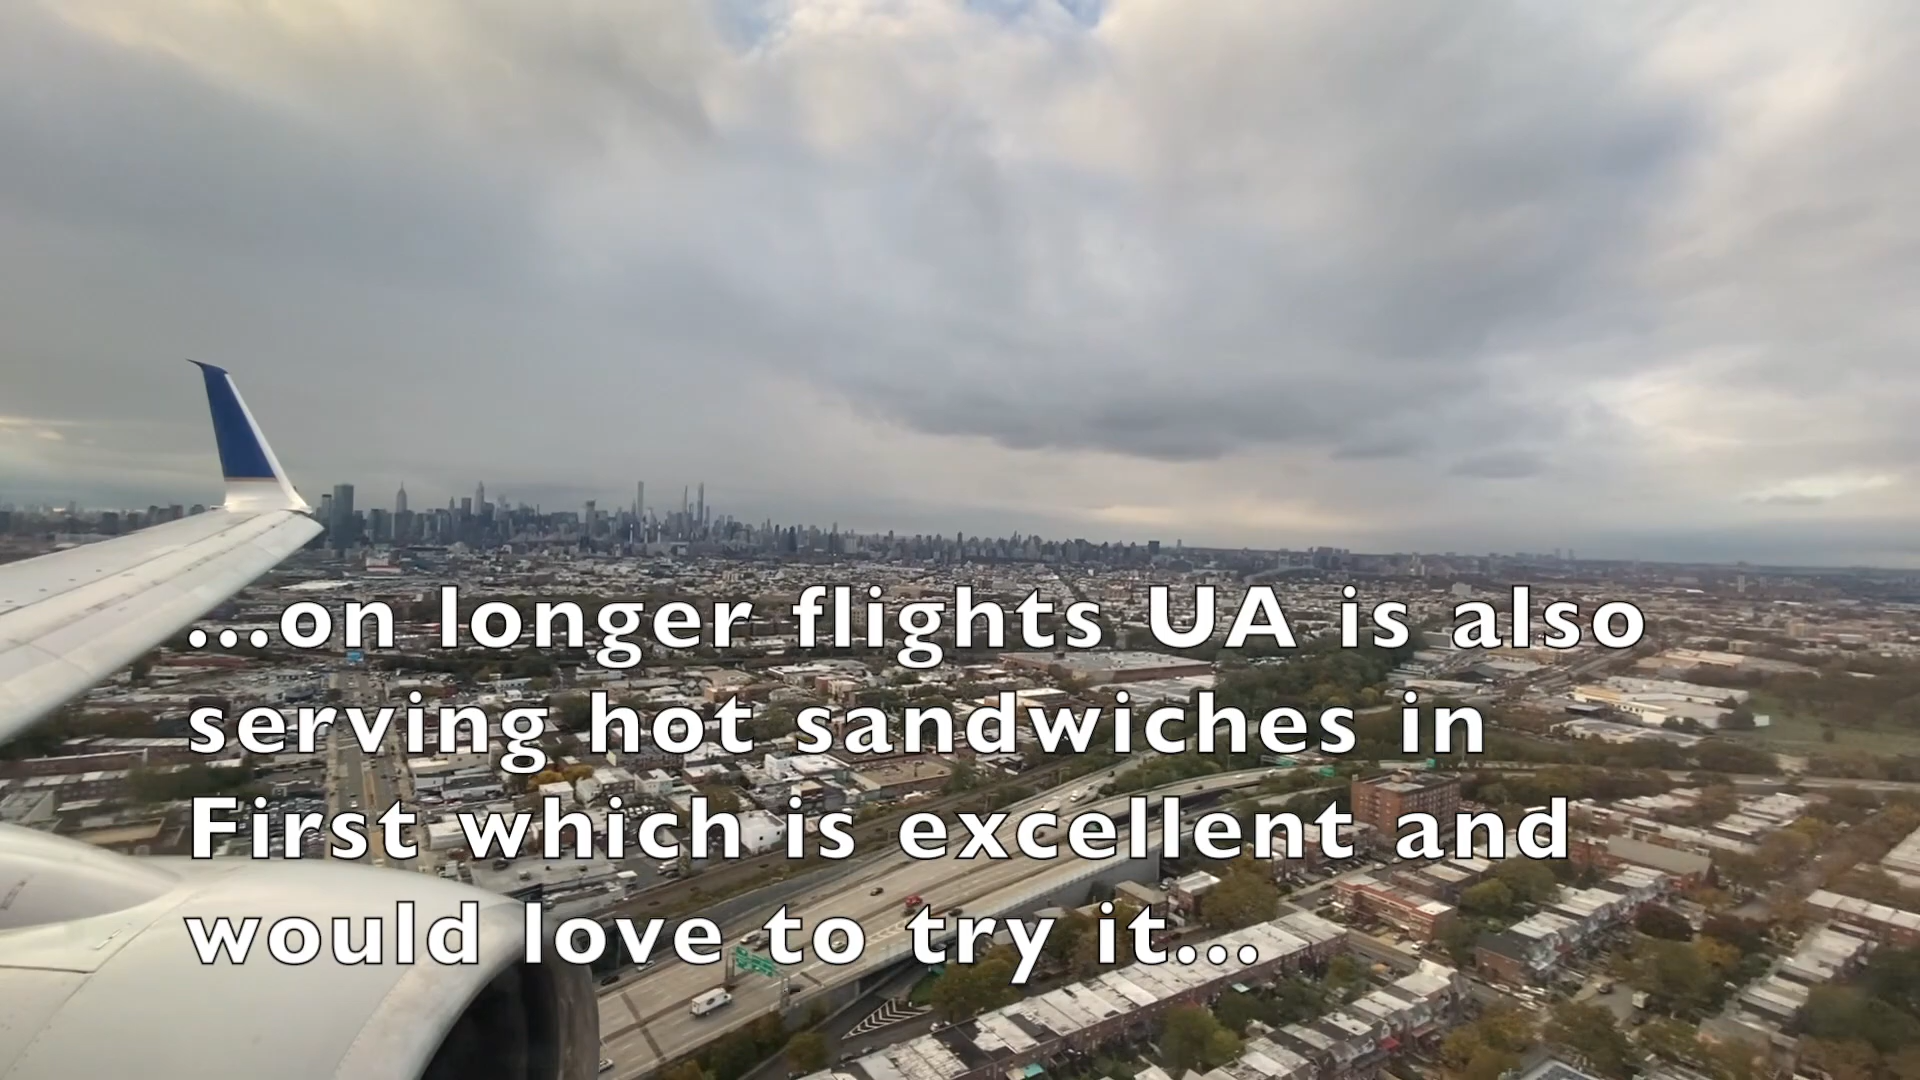 ...on longer flights UA is also
serving hot sandwiches in
First which is excellent and
would love to try it...